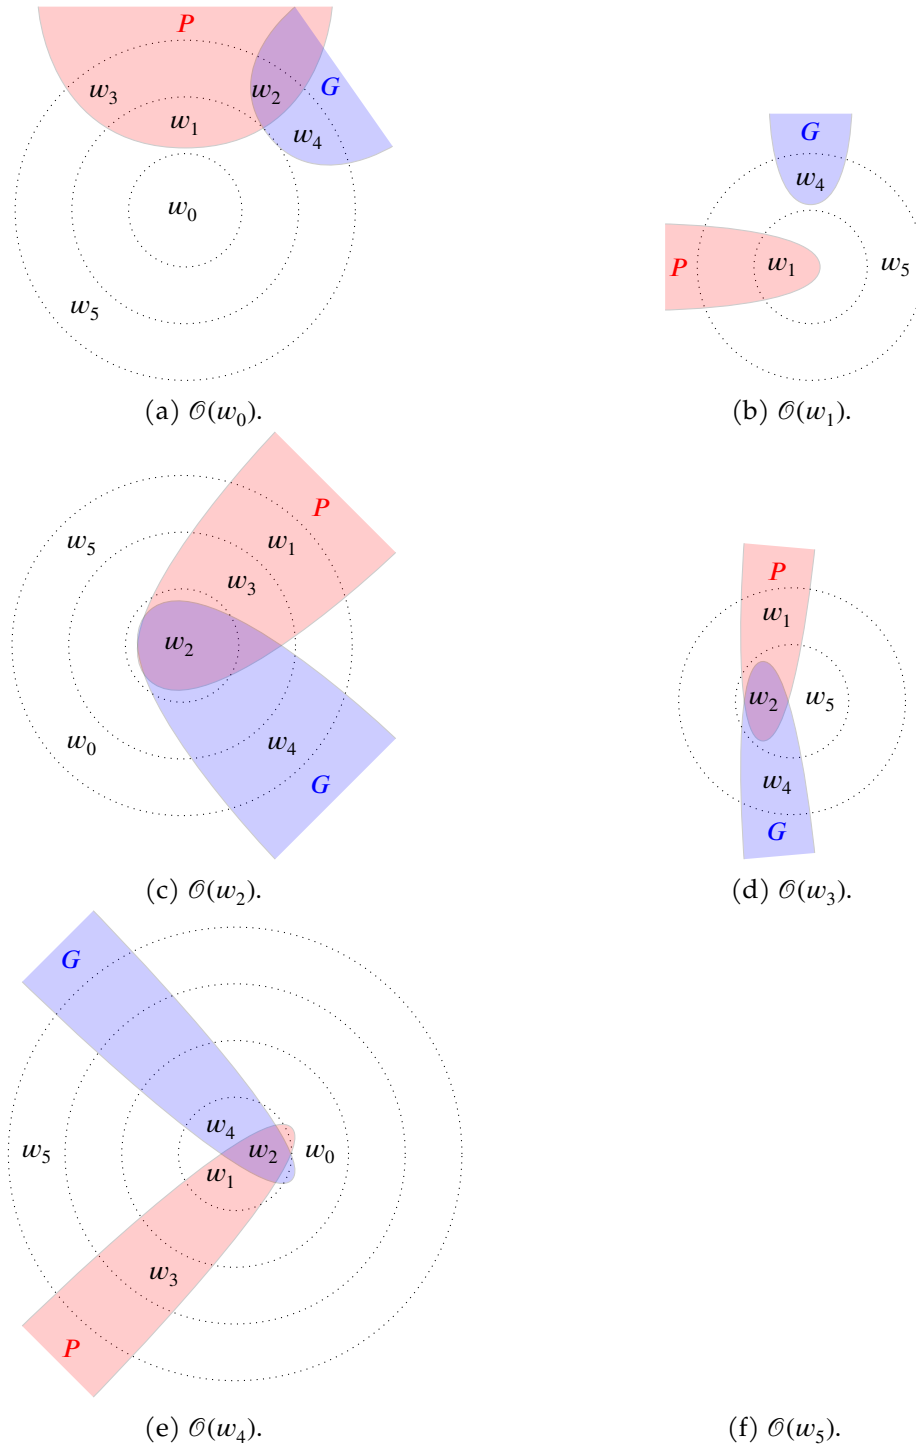 P
w₃ w₂ G
w₁ w₄
w₀
w₅
(a) 𝒪(w₀).
G
w₄
P w₁ w₅
(b) 𝒪(w₁).
P
w₅ w₁
w₃
w₂
w₀ w₄
G
(c) 𝒪(w₂).
P
w₁
w₂ w₅
w₄
G
(d) 𝒪(w₃).
G
w₄
w₅ w₂ w₀
w₁
w₃
P
(e) 𝒪(w₄).
(f) 𝒪(w₅).